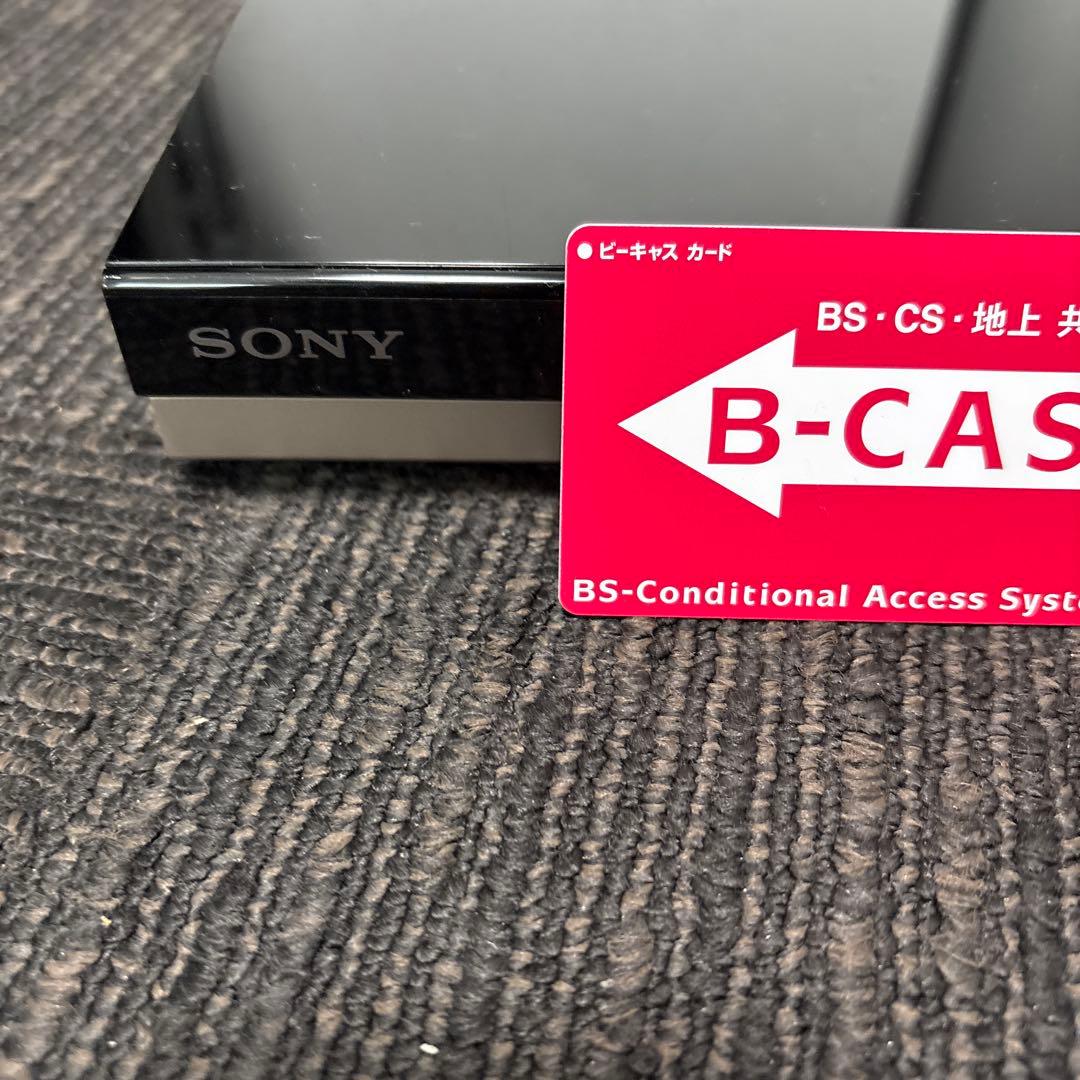 SONY
●ビーキャス カード
BS・CS・地上 共
B-CAS
BS-Conditional Access Syst